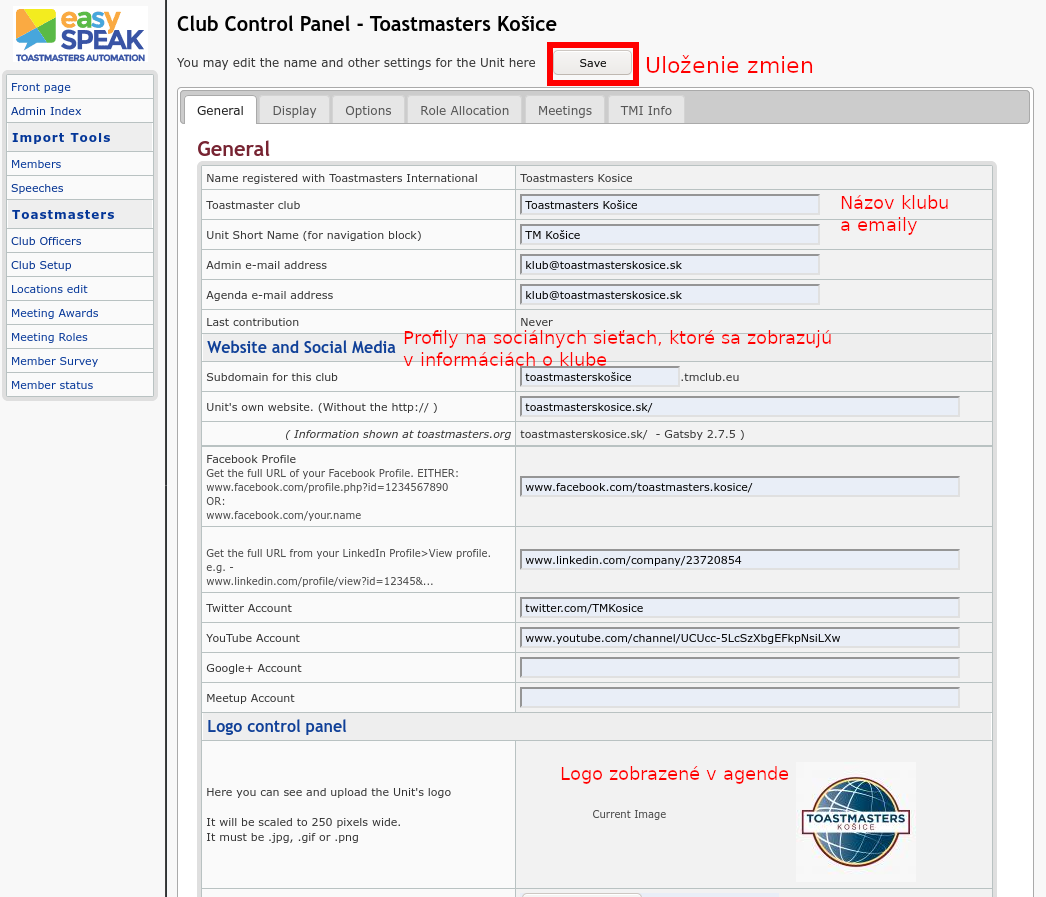 easy
SPEAK
TOASTMASTERS AUTOMATION
Front page
Admin Index
Import Tools
Members
Speeches
Toastmasters
Club Officers
Club Setup
Locations edit
Meeting Awards
Meeting Roles
Member Survey
Member status
Club Control Panel - Toastmasters Košice
You may edit the name and other settings for the Unit here Save Uloženie zmien
General Display Options Role Allocation Meetings TMI Info
General
Name registered with Toastmasters International Toastmasters Kosice
Toastmaster club Toastmasters Košice
Názov klubu
a emaily
Unit Short Name (for navigation block) TM Košice
Admin e-mail address klub@toastmasterskosice.sk
Agenda e-mail address klub@toastmasterskosice.sk
Last contribution Never
Website and Social Media
Profily na sociálnych sieťach, ktoré sa zobrazujú
v informáciách o klube
Subdomain for this club toastmasterskošice .tmclub.eu
Unit's own website. (Without the http:// ) toastmasterskosice.sk/
( Information shown at toastmasters.org toastmasterskosice.sk/ - Gatsby 2.7.5 )
Facebook Profile
Get the full URL of your Facebook Profile. EITHER:
www.facebook.com/profile.php?id=1234567890
OR:
www.facebook.com/your.name
www.facebook.com/toastmasters.kosice/
Get the full URL from your LinkedIn Profile>View profile.
e.g. -
www.linkedin.com/profile/view?id=12345&...
www.linkedin.com/company/23720854
Twitter Account twitter.com/TMKosice
YouTube Account www.youtube.com/channel/UCUcc-5LcSzXbgEFkpNsiLXw
Google+ Account
Meetup Account
Logo control panel
Here you can see and upload the Unit's logo
It will be scaled to 250 pixels wide.
It must be .jpg, .gif or .png
Logo zobrazené v agende
Current Image
TOASTMASTERS
KOŠICE